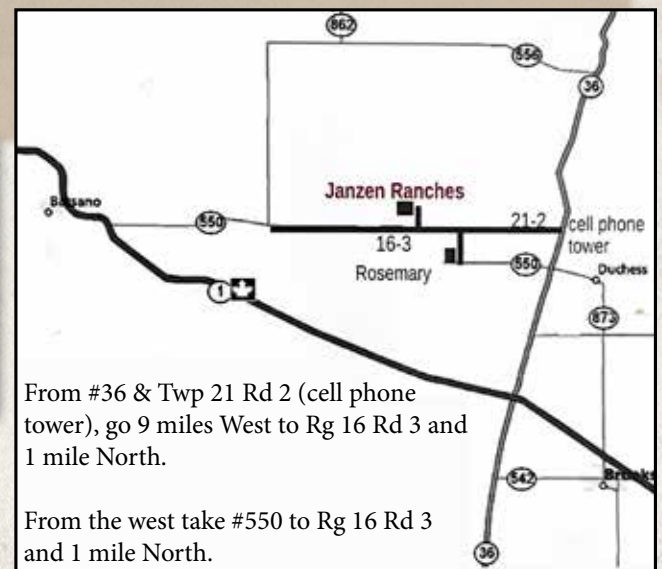 862
556
36
Bassano
Janzen Ranches
550
21-2
cell phone
tower
16-3
Rosemary
550
Duchess
1
873
From #36 & Twp 21 Rd 2 (cell phone
tower), go 9 miles West to Rg 16 Rd 3 and
1 mile North.
542
Brooks
From the west take #550 to Rg 16 Rd 3
and 1 mile North.
36